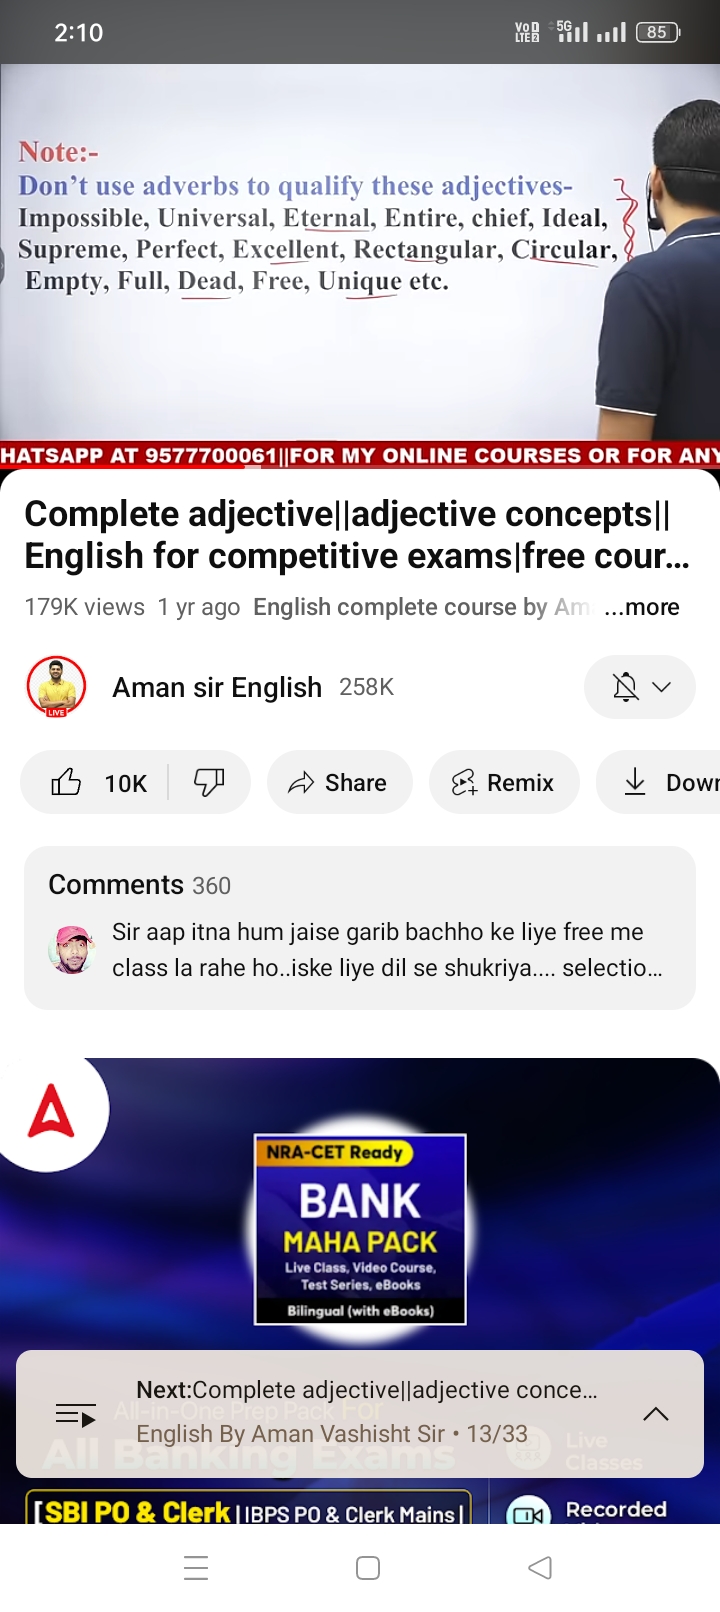 2:10
VoD LTE2 5G 85
Note:-
Don't use adverbs to qualify these adjectives-
Impossible, Universal, Eternal, Entire, chief, Ideal,
Supreme, Perfect, Excellent, Rectangular, Circular,
Empty, Full, Dead, Free, Unique etc.
HATSAPP AT 9577700061||FOR MY ONLINE COURSES OR FOR ANY
Complete adjective||adjective concepts||
English for competitive exams|free cour...
179K views 1 yr ago English complete course by Am ...more
LIVE
Aman sir English 258K
10K Share Remix Down
Comments 360
Sir aap itna hum jaise garib bachho ke liye free me
class la rahe ho..iske liye dil se shukriya.... selectio...
NRA-CET Ready
BANK
MAHA PACK
Live Class, Video Course,
Test Series, eBooks
Bilingual (with eBooks)
Next:Complete adjective||adjective conce...
All-in-One Prep Pack For
English By Aman Vashisht Sir • 13/33
All Banking Exams
Live
Classes
[SBI PO & Clerk | IBPS PO & Clerk Mains]
Recorded